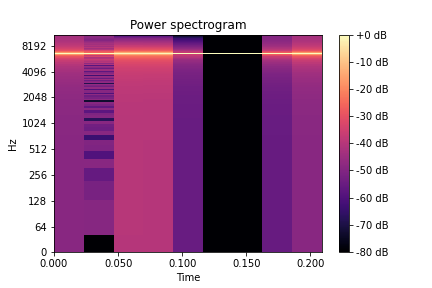 Power spectrogram
8192
4096
2048
1024
512
256
128
64
0
Hz
0.000 0.050 0.100 0.150 0.200
Time
+0 dB
-10 dB
-20 dB
-30 dB
-40 dB
-50 dB
-60 dB
-70 dB
-80 dB